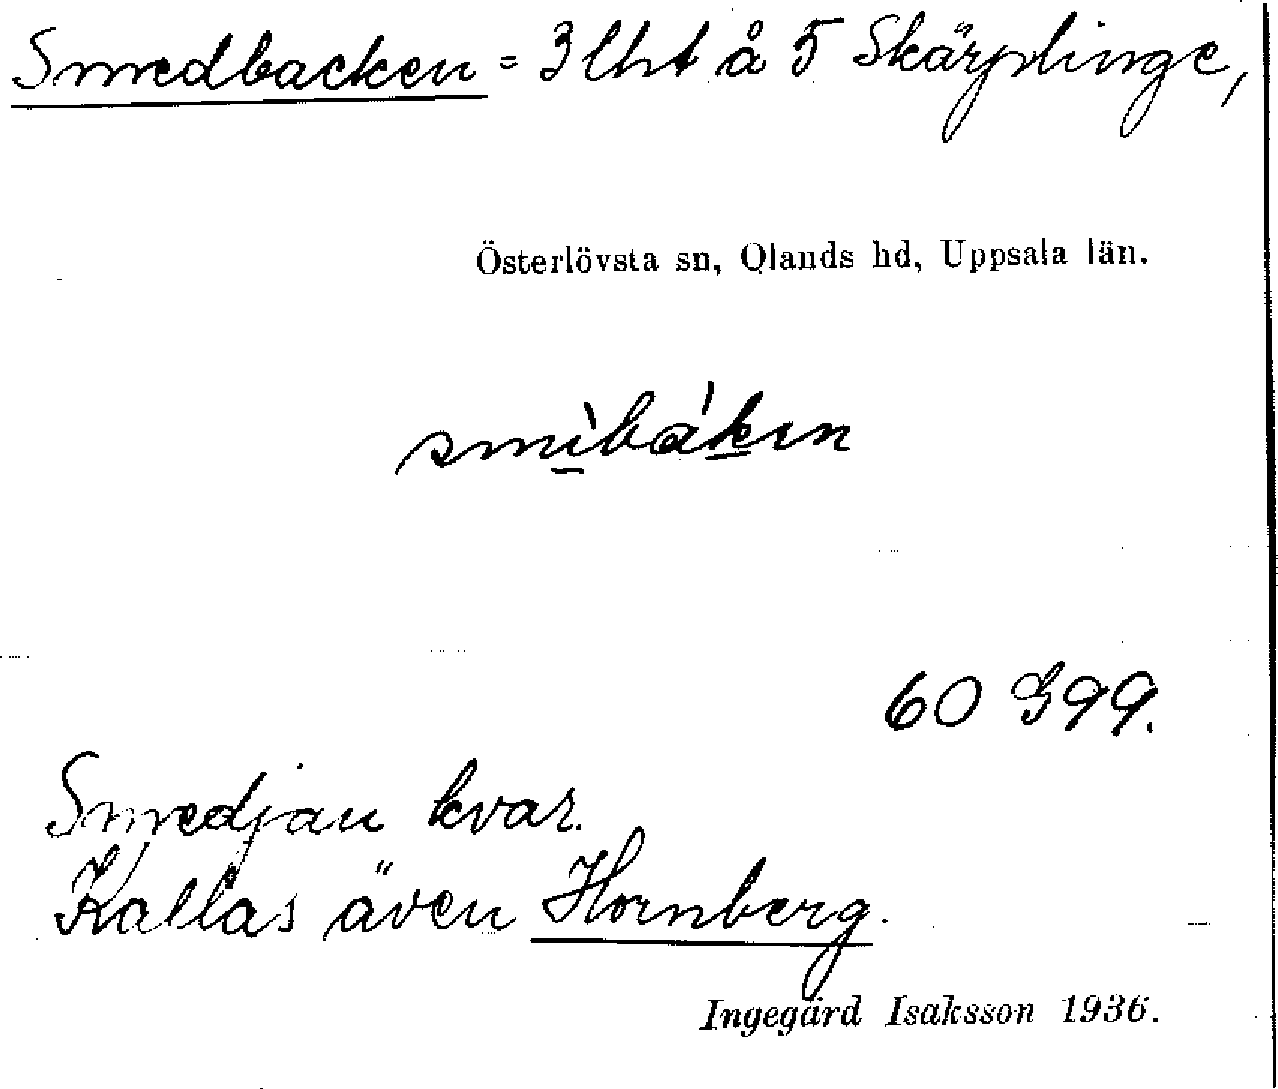 Smedbacken = 3 lht å 5 Skärplinge,
Österlövsta sn, Olands hd, Uppsala län.
smìbákɪn
60 399.
Smedjan kvar.
Kallas även Hornberg.
Ingegärd Isaksson 1936.